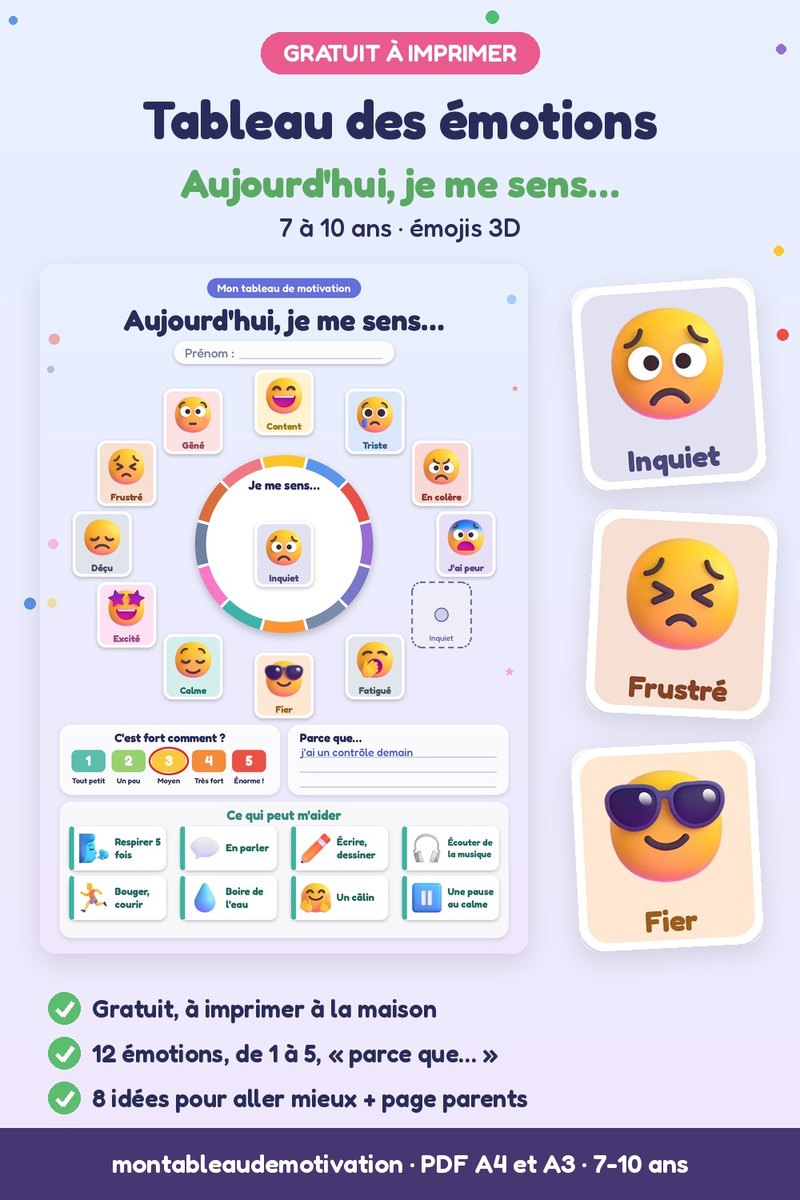 GRATUIT À IMPRIMER
Tableau des émotions
Aujourd'hui, je me sens...
7 à 10 ans · émojis 3D
Mon tableau de motivation
Aujourd'hui, je me sens...
Prénom :
Content
Gêné
Triste
Frustré
En colère
Je me sens...
Inquiet
Déçu
J'ai peur
Excité
Inquiet
Calme
Fatigué
Fier
C'est fort comment ?
1
2
3
4
5
Tout petit
Un peu
Moyen
Très fort
Énorme !
Parce que...
j'ai un contrôle demain
Ce qui peut m'aider
Respirer 5
fois
En parler
Écrire,
dessiner
Écouter de
la musique
Bouger,
courir
Boire de
l'eau
Un câlin
Une pause
au calme
Inquiet
Frustré
Fier
Gratuit, à imprimer à la maison
12 émotions, de 1 à 5, « parce que... »
8 idées pour aller mieux + page parents
montableaudemotivation · PDF A4 et A3 · 7-10 ans